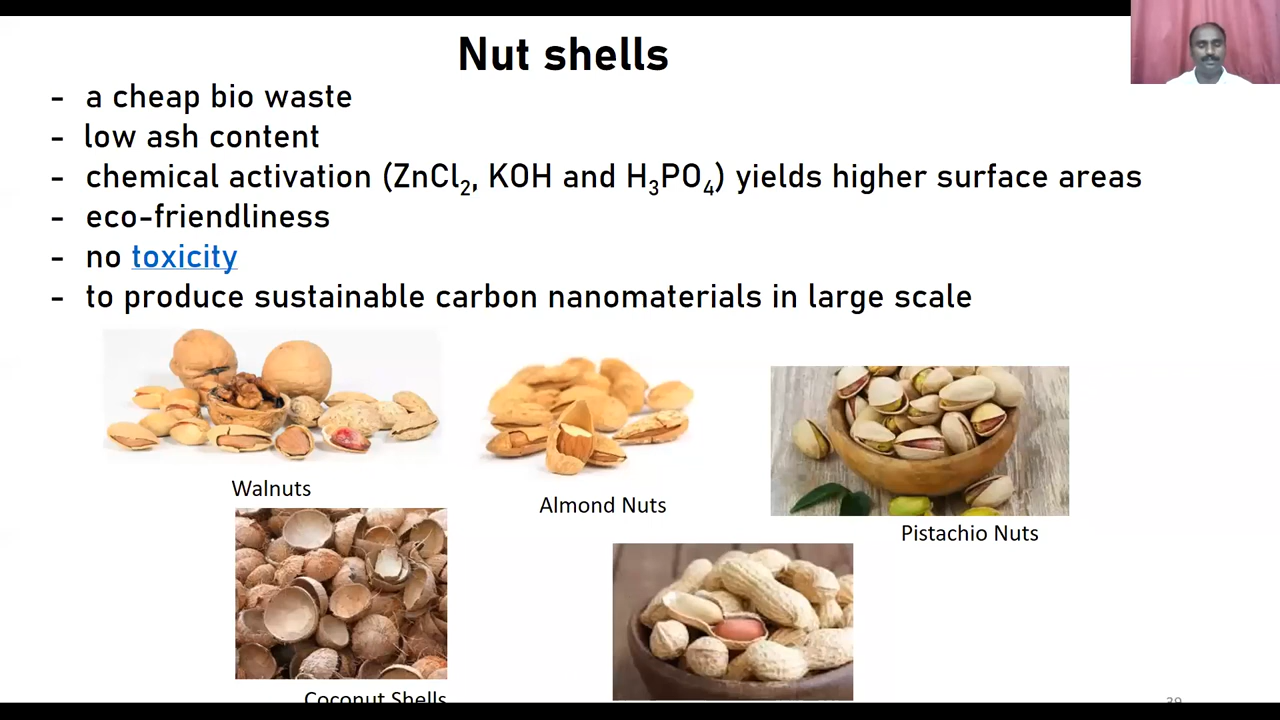 Nut shells
- a cheap bio waste
- low ash content
- chemical activation (ZnCl₂, KOH and H₃PO₄) yields higher surface areas
- eco-friendliness
- no toxicity
- to produce sustainable carbon nanomaterials in large scale
Walnuts
Almond Nuts
Pistachio Nuts
Coconut Shells
39